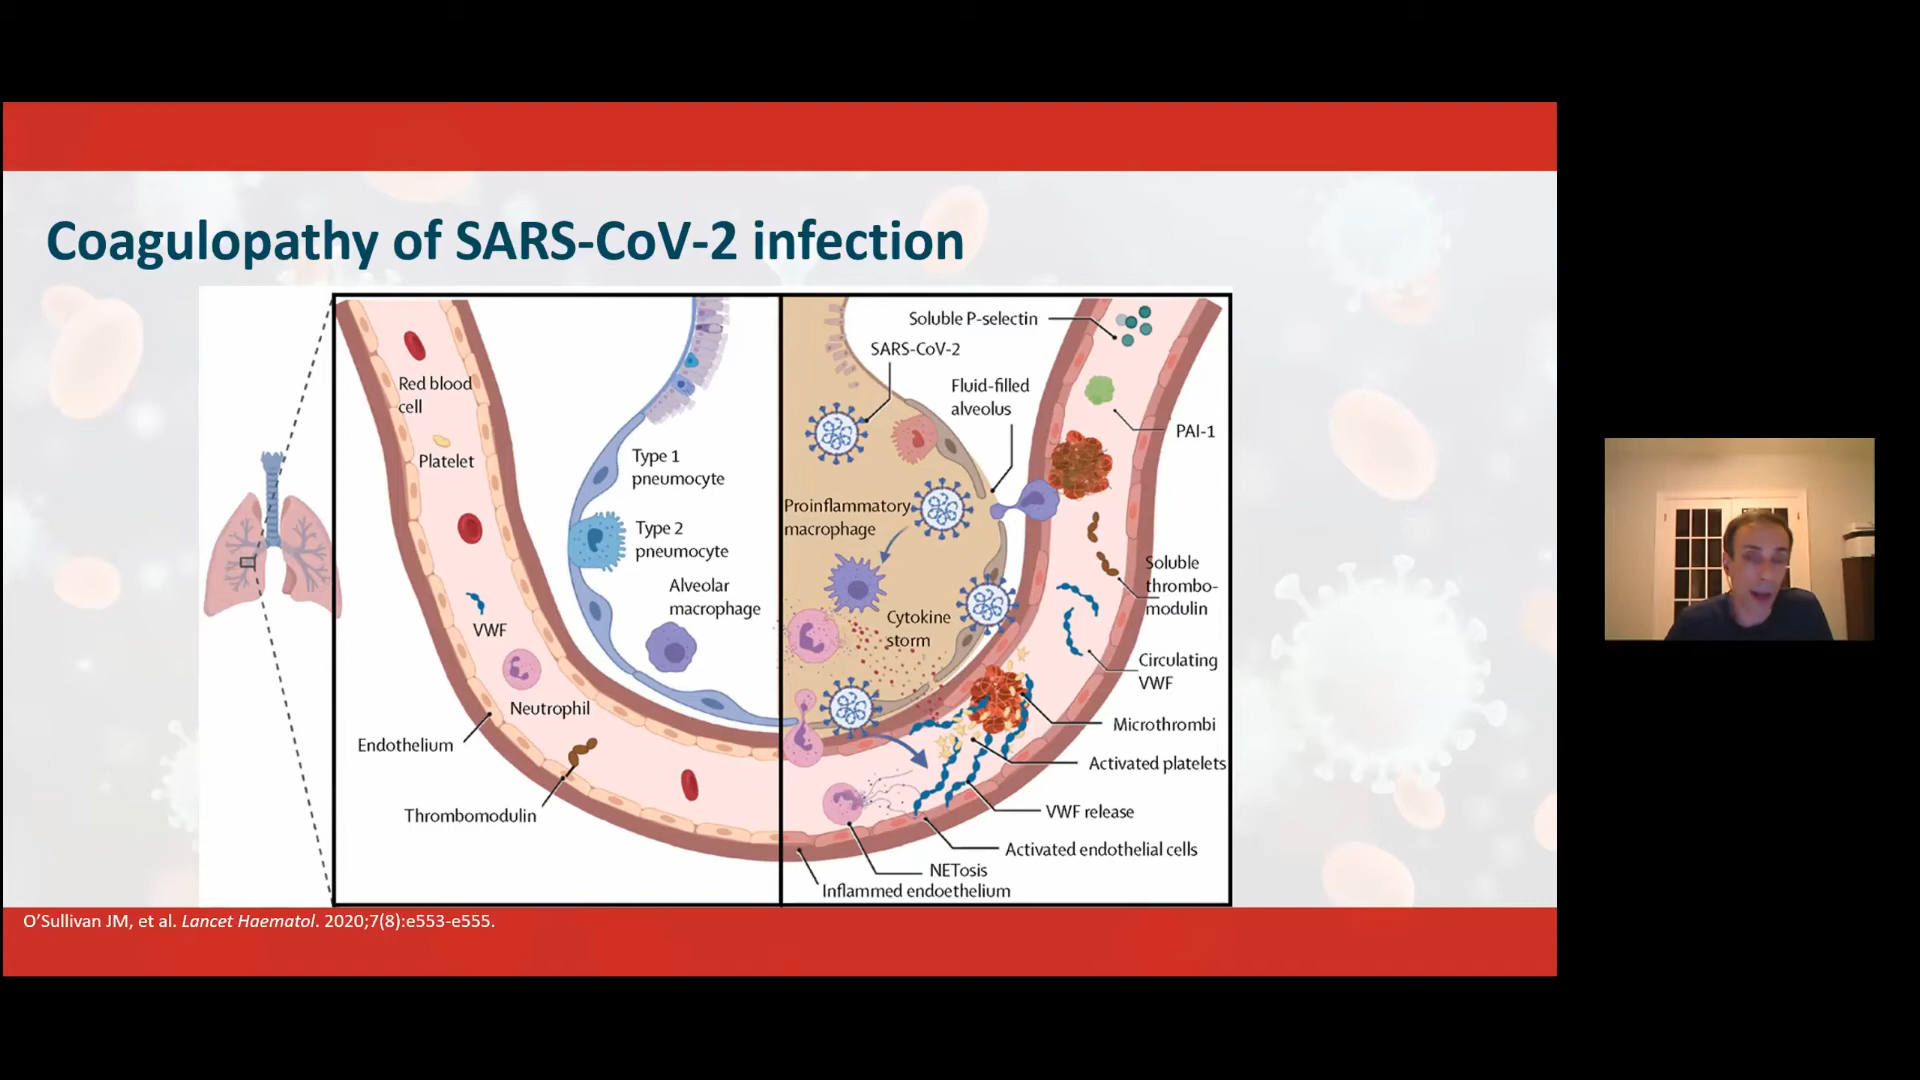 Coagulopathy of SARS-CoV-2 infection
Red blood
cell
Platelet
VWF
Neutrophil
Endothelium
Thrombomodulin
Type 1
pneumocyte
Type 2
pneumocyte
Alveolar
macrophage
Soluble P-selectin
SARS-CoV-2
Fluid-filled
alveolus
PAI-1
Proinflammatory
macrophage
Cytokine
storm
Soluble
thrombo-
modulin
Circulating
VWF
Microthrombi
Activated platelets
VWF release
Activated endothelial cells
NETosis
Inflammed endoethelium
O'Sullivan JM, et al. Lancet Haematol. 2020;7(8):e553-e555.